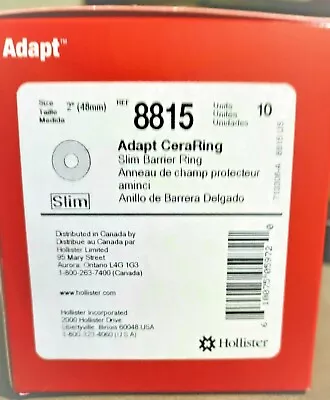 Adapt™
Size
Taille
Medida
2" (48mm)
REF
8815
Units
Unités
Unidades
10
Adapt CeraRing
Slim Barrier Ring
Anneau de champ protecteur
aminci
Anillo de Barrera Delgado
Slim
Distributed in Canada by
Distribué au Canada par
Hollister Limited
95 Mary Street
Aurora, Ontario L4G 1G3
1-800-263-7400 (Canada)
www.hollister.com
Hollister Incorporated
2000 Hollister Drive
Libertyville, Illinois 60048 USA
1-800-323-4060 (USA)
Hollister